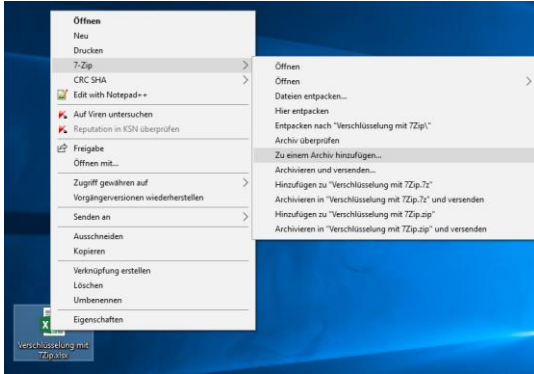 Öffnen
Neu
Drucken
7-Zip
CRC SHA
Edit with Notepad++
Auf Viren untersuchen
Reputation in KSN überprüfen
Freigabe
Öffnen mit...
Zugriff gewähren auf
Vorgängerversionen wiederherstellen
Senden an
Ausschneiden
Kopieren
Verknüpfung erstellen
Löschen
Umbenennen
Eigenschaften
Öffnen
Öffnen
Dateien entpacken...
Hier entpacken
Entpacken nach "Verschlüsselung mit 7Zip\"
Archiv überprüfen
Zu einem Archiv hinzufügen...
Archivieren und versenden...
Hinzufügen zu "Verschlüsselung mit 7Zip.7z"
Archivieren in "Verschlüsselung mit 7Zip.7z" und versenden
Hinzufügen zu "Verschlüsselung mit 7Zip.zip"
Archivieren in "Verschlüsselung mit 7Zip.zip" und versenden
Verschlüsselung mit
7Zip.xlsx